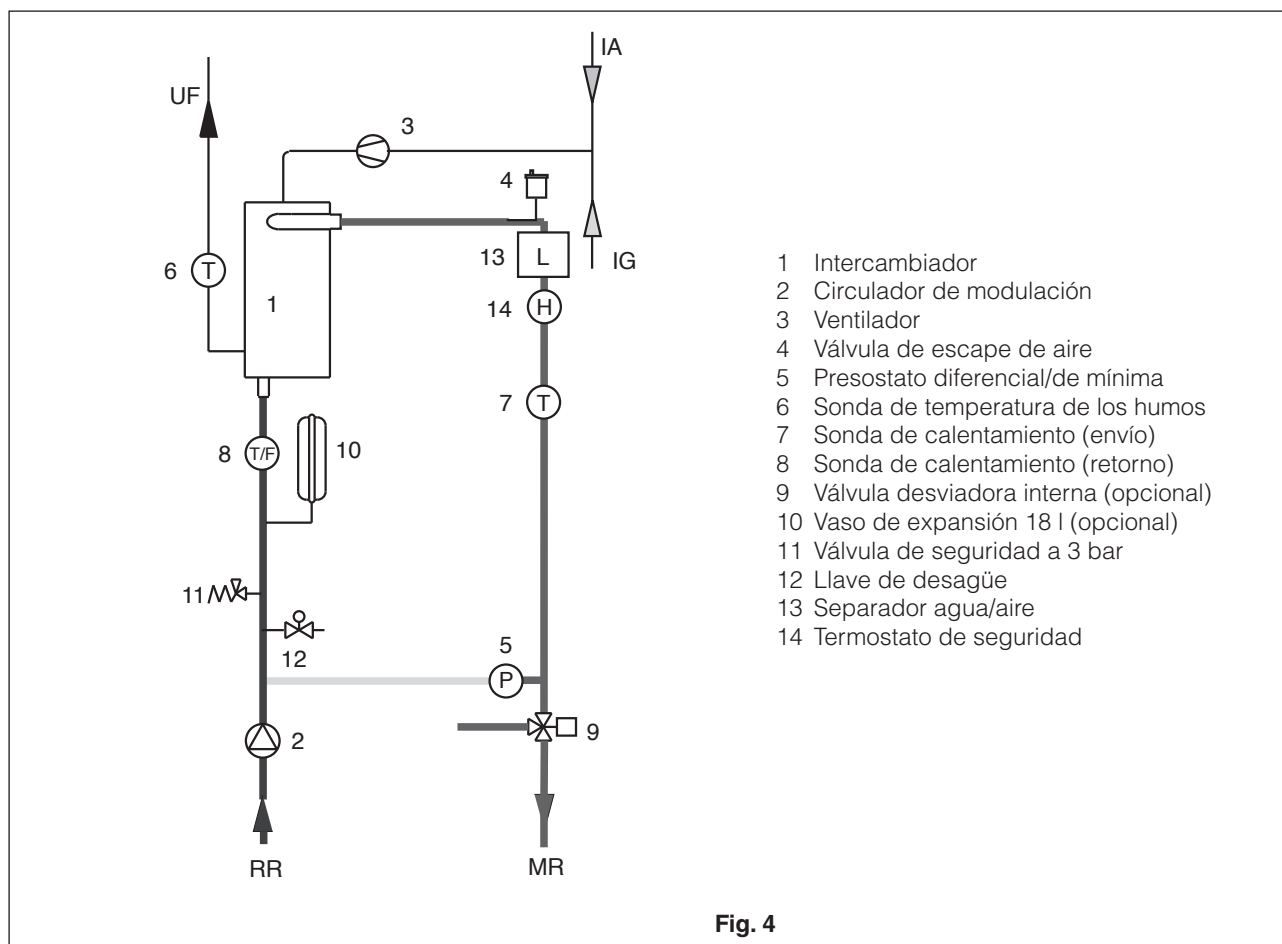 IA
UF
3
4
IG
13
L
6
T
1
14
H
7
T
8
T/F
10
11
12
5
P
9
2
RR
MR
1 Intercambiador
2 Circulador de modulación
3 Ventilador
4 Válvula de escape de aire
5 Presostato diferencial/de mínima
6 Sonda de temperatura de los humos
7 Sonda de calentamiento (envío)
8 Sonda de calentamiento (retorno)
9 Válvula desviadora interna (opcional)
10 Vaso de expansión 18 l (opcional)
11 Válvula de seguridad a 3 bar
12 Llave de desagüe
13 Separador agua/aire
14 Termostato de seguridad
Fig. 4